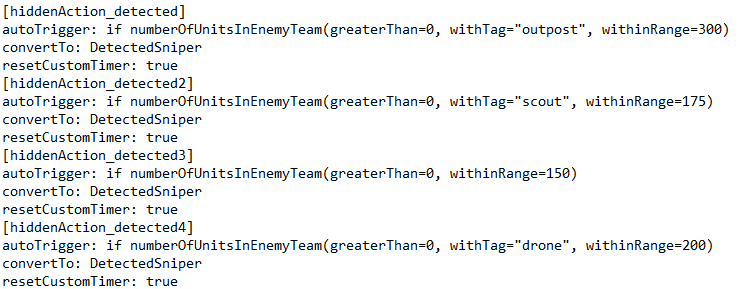 [hiddenAction_detected]
autoTrigger: if numberOfUnitsInEnemyTeam(greaterThan=0, withTag="outpost", withinRange=300)
convertTo: DetectedSniper
resetCustomTimer: true
[hiddenAction_detected2]
autoTrigger: if numberOfUnitsInEnemyTeam(greaterThan=0, withTag="scout", withinRange=175)
convertTo: DetectedSniper
resetCustomTimer: true
[hiddenAction_detected3]
autoTrigger: if numberOfUnitsInEnemyTeam(greaterThan=0, withinRange=150)
convertTo: DetectedSniper
resetCustomTimer: true
[hiddenAction_detected4]
autoTrigger: if numberOfUnitsInEnemyTeam(greaterThan=0, withTag="drone", withinRange=200)
convertTo: DetectedSniper
resetCustomTimer: true